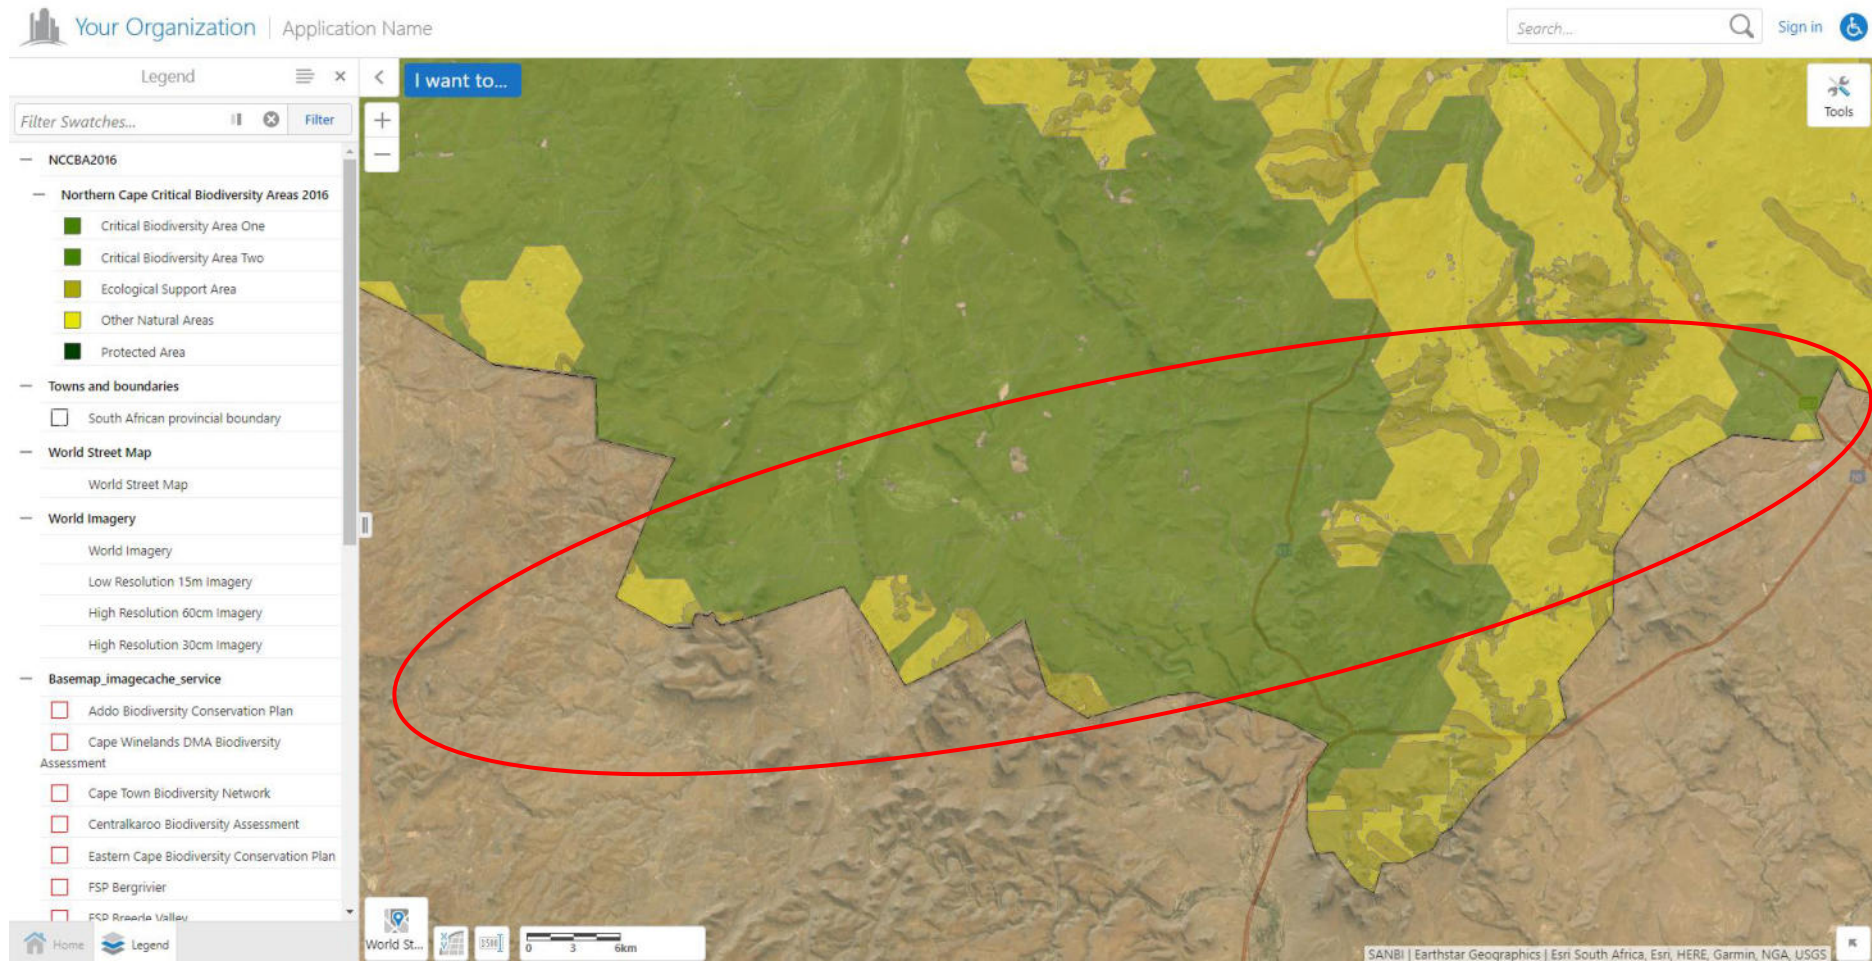 Your Organization | Application Name
Search...
Sign in
Legend
I want to...
Filter Swatches...
Filter
Tools
NCCBA2016
Northern Cape Critical Biodiversity Areas 2016
Critical Biodiversity Area One
Critical Biodiversity Area Two
Ecological Support Area
Other Natural Areas
Protected Area
Towns and boundaries
South African provincial boundary
World Street Map
World Street Map
World Imagery
World Imagery
Low Resolution 15m Imagery
High Resolution 60cm Imagery
High Resolution 30cm Imagery
Basemap_imagecache_service
Addo Biodiversity Conservation Plan
Cape Winelands DMA Biodiversity
Assessment
Cape Town Biodiversity Network
Centralkaroo Biodiversity Assessment
Eastern Cape Biodiversity Conservation Plan
FSP Bergrivier
FSP Breede Valley
Home
Legend
World St...
0 3 6km
SANBI | Earthstar Geographics | Esri South Africa, Esri, HERE, Garmin, NGA, USGS